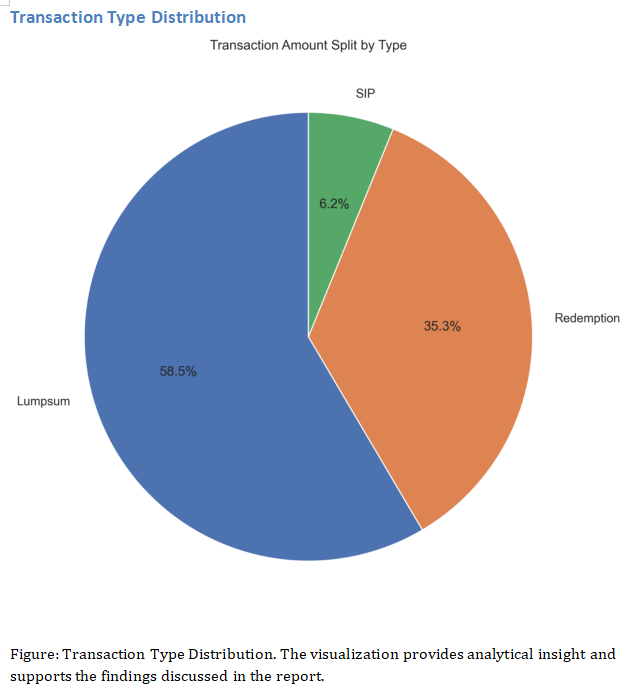 Transaction Type Distribution
Transaction Amount Split by Type
SIP
6.2%
Redemption
35.3%
58.5%
Lumpsum
Figure: Transaction Type Distribution. The visualization provides analytical insight and
supports the findings discussed in the report.